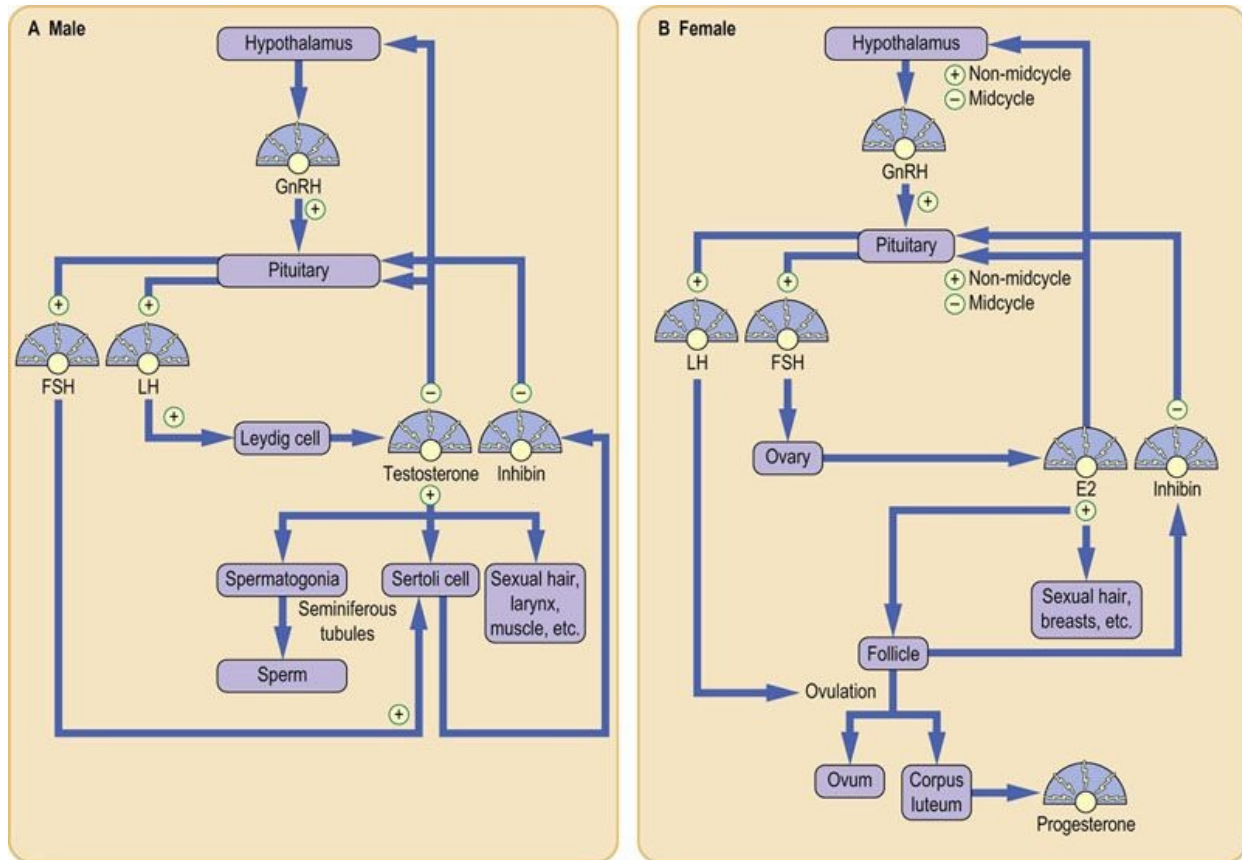 A Male
Hypothalamus
GnRH
+
Pituitary
+
+
FSH
LH
+
−
−
Leydig cell
Testosterone
Inhibin
+
Spermatogonia
Sertoli cell
Sexual hair,
larynx,
muscle, etc.
Seminiferous
tubules
Sperm
+
B Female
Hypothalamus
+ Non-midcycle
− Midcycle
GnRH
+
Pituitary
+ Non-midcycle
− Midcycle
+
+
LH
FSH
−
Ovary
E2
Inhibin
+
Sexual hair,
breasts, etc.
Follicle
Ovulation
Ovum
Corpus
luteum
Progesterone